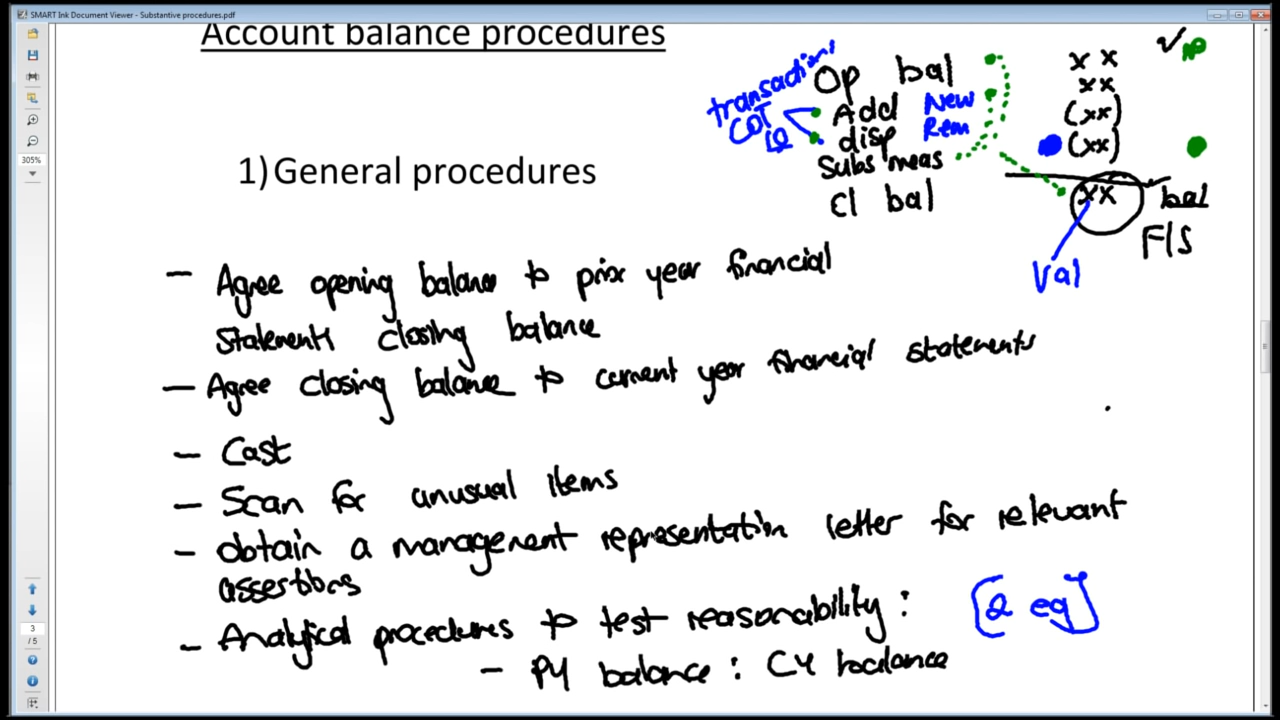 SMART Ink Document Viewer - Substantive procedures.pdf
Account balance procedures
transactions
COT
Op bal x x
Add New xx
disp Rem (xx)
Subs meas (xx)
Cl bal xx bal
F/S
Val
305%
1) General procedures
- Agree opening balance to prior year financial
statements closing balance
- Agree closing balance to current year financial statements
- Cast
- Scan for unusual items
- obtain a management representation letter for relevant
assertions
- Analytical procedures to test reasonability : [2 eg]
- PY balance : CY balance
3
/ 5